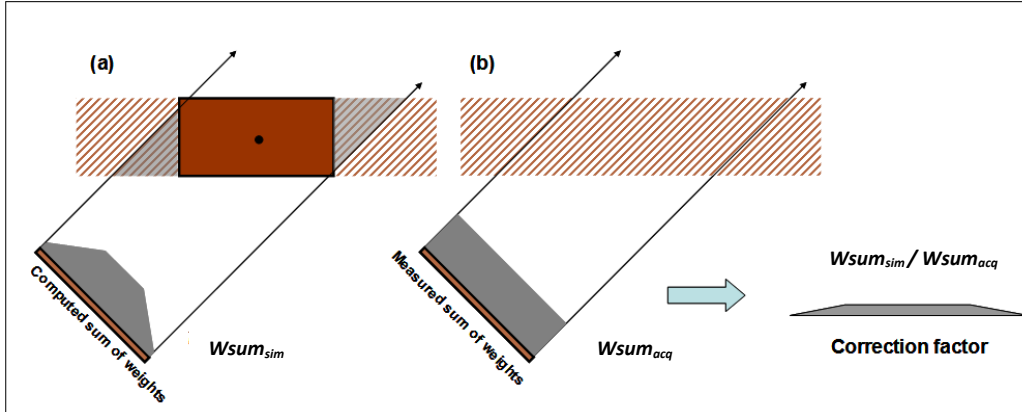 (a)
(b)
Computed sum of weights
Wsumsim
Measured sum of weights
Wsumacq
Wsumsim / Wsumacq
Correction factor